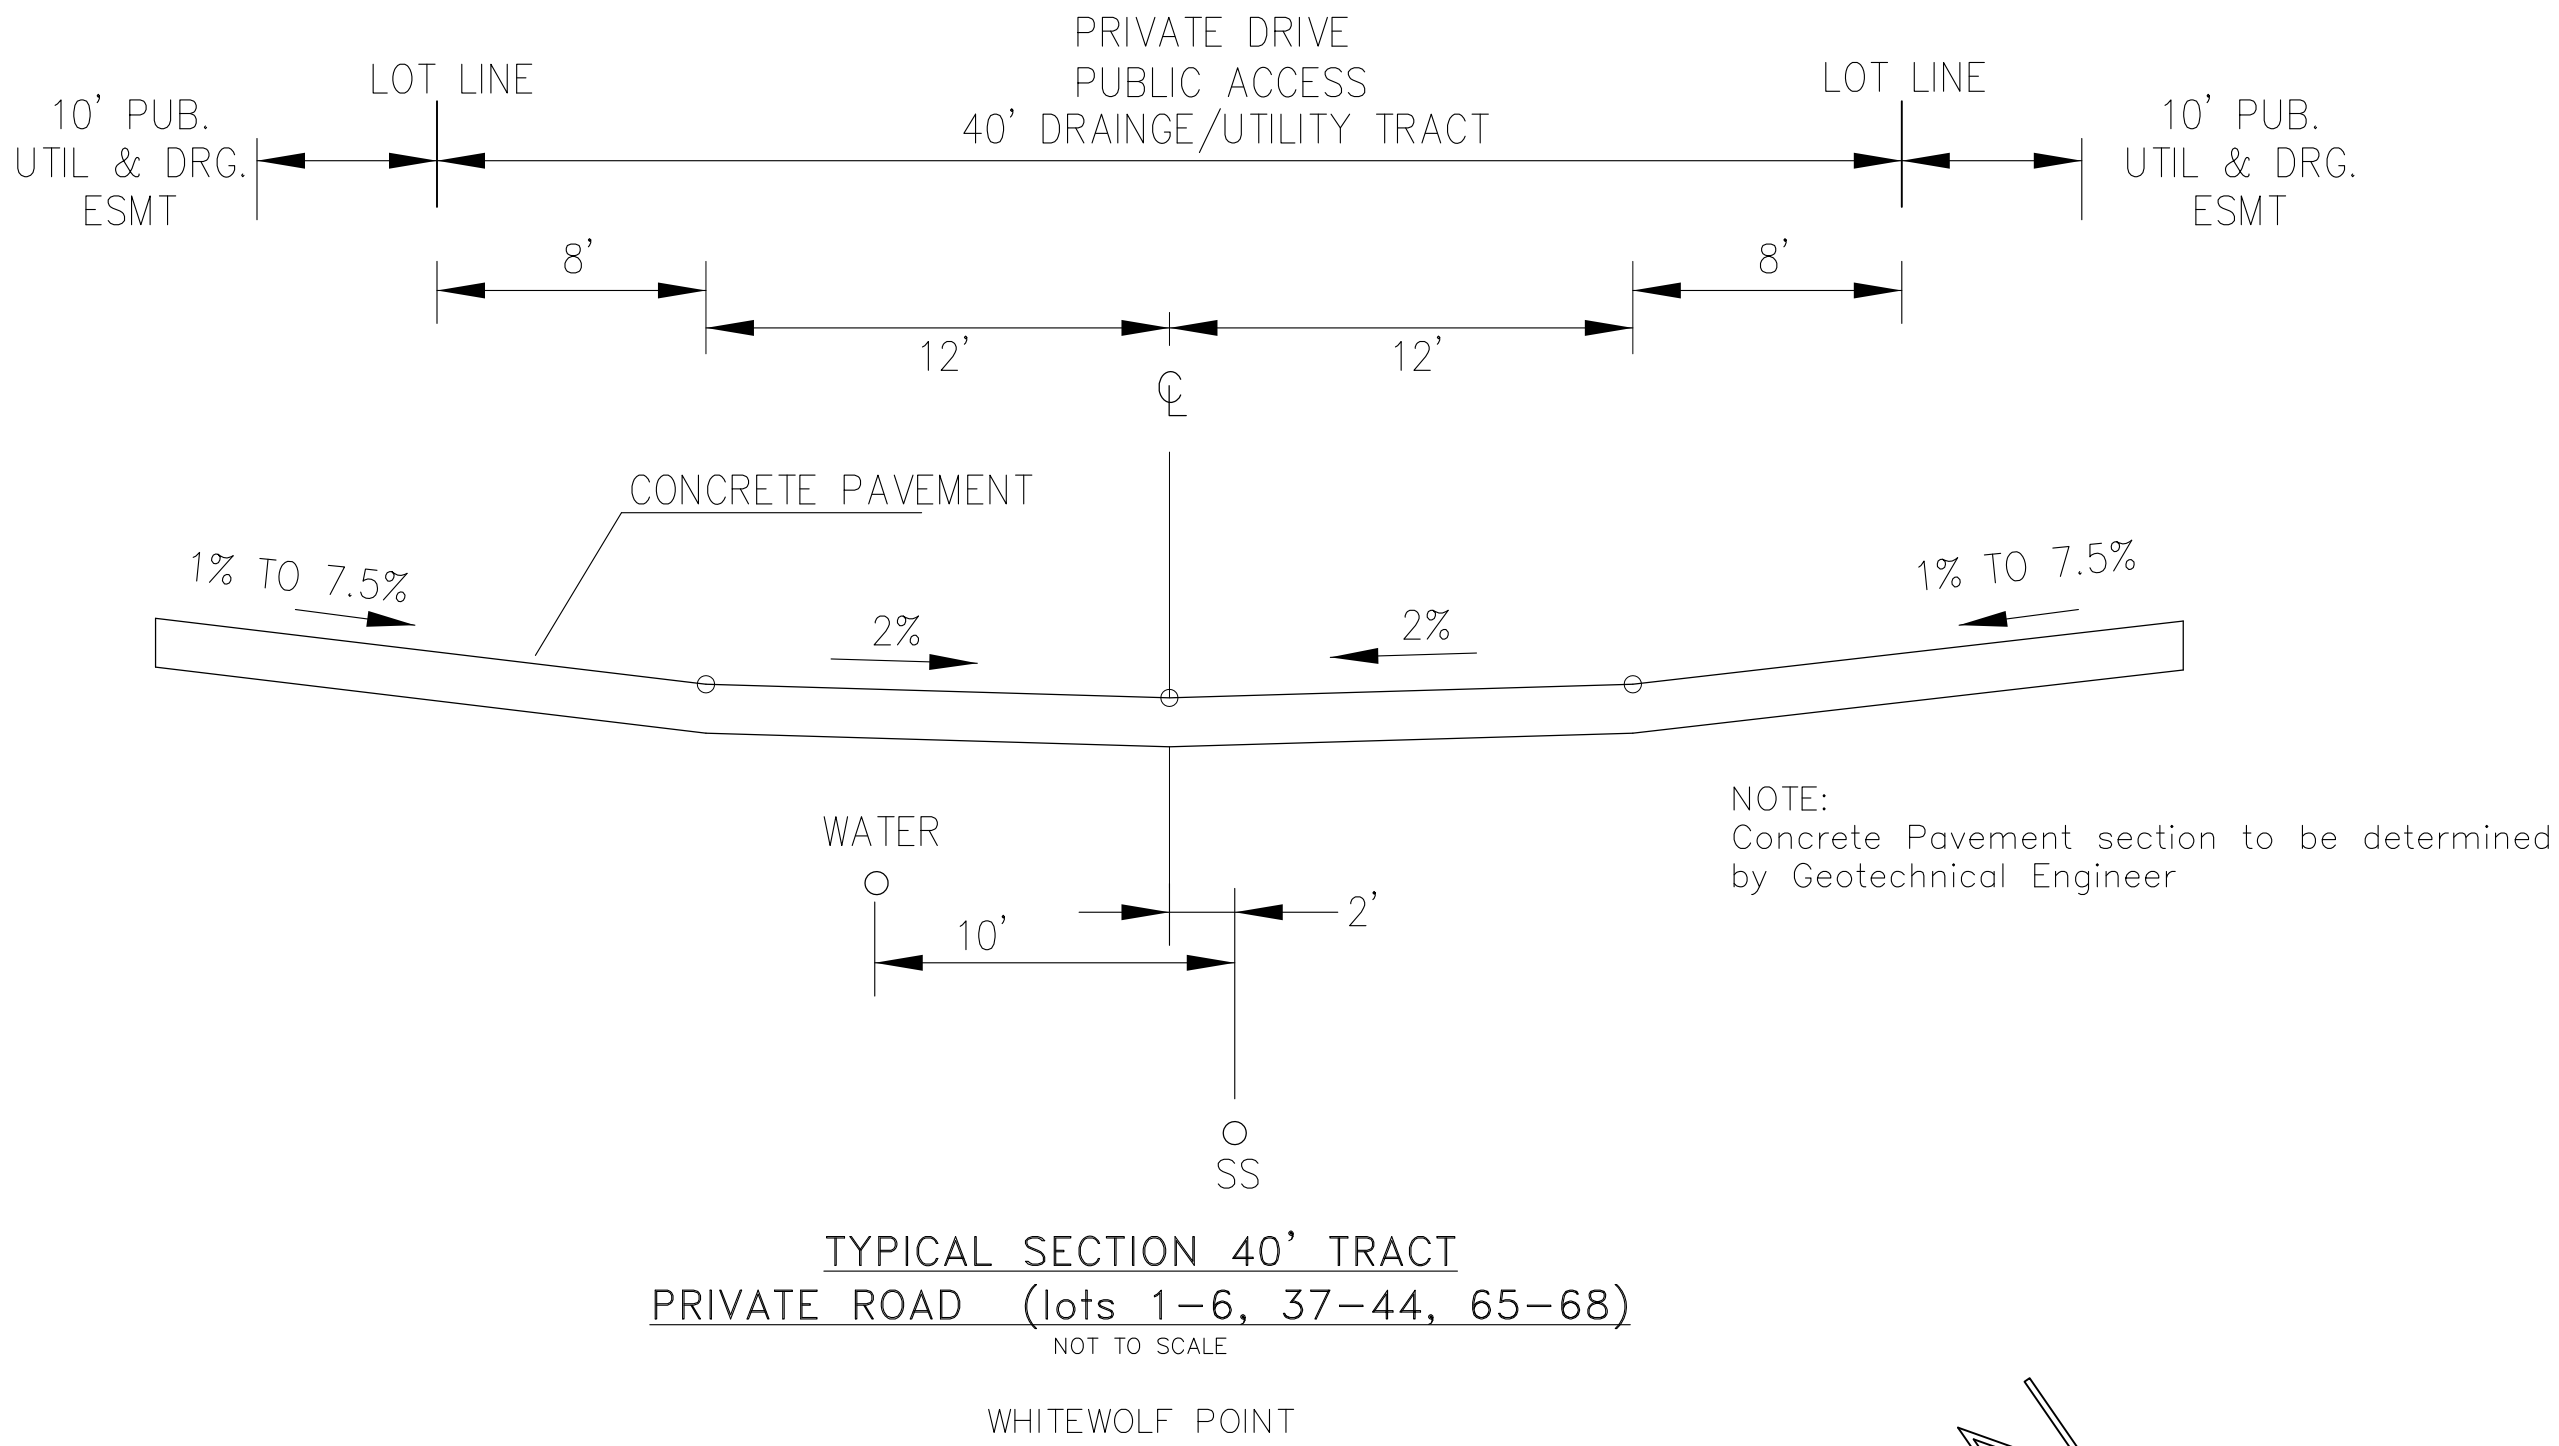 PRIVATE DRIVE
PUBLIC ACCESS
40' DRAINGE/UTILITY TRACT
LOT LINE
LOT LINE
10' PUB.
UTIL & DRG.
ESMT
10' PUB.
UTIL & DRG.
ESMT
8'
8'
12'
12'
℄
CONCRETE PAVEMENT
1% TO 7.5%
2%
2%
1% TO 7.5%
NOTE:
Concrete Pavement section to be determined
by Geotechnical Engineer
WATER
2'
10'
SS
TYPICAL SECTION 40' TRACT
PRIVATE ROAD (lots 1-6, 37-44, 65-68)
NOT TO SCALE
WHITEWOLF POINT